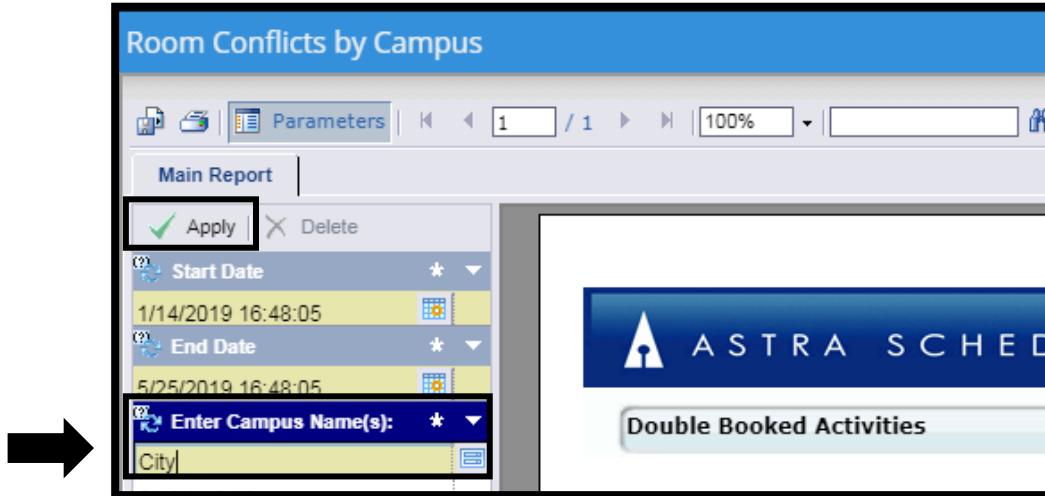 Room Conflicts by Campus
Parameters 1 / 1 100%
Main Report
Apply Delete
Start Date *
1/14/2019 16:48:05
End Date *
5/25/2019 16:48:05
Enter Campus Name(s): *
City
ASTRA SCHED
Double Booked Activities